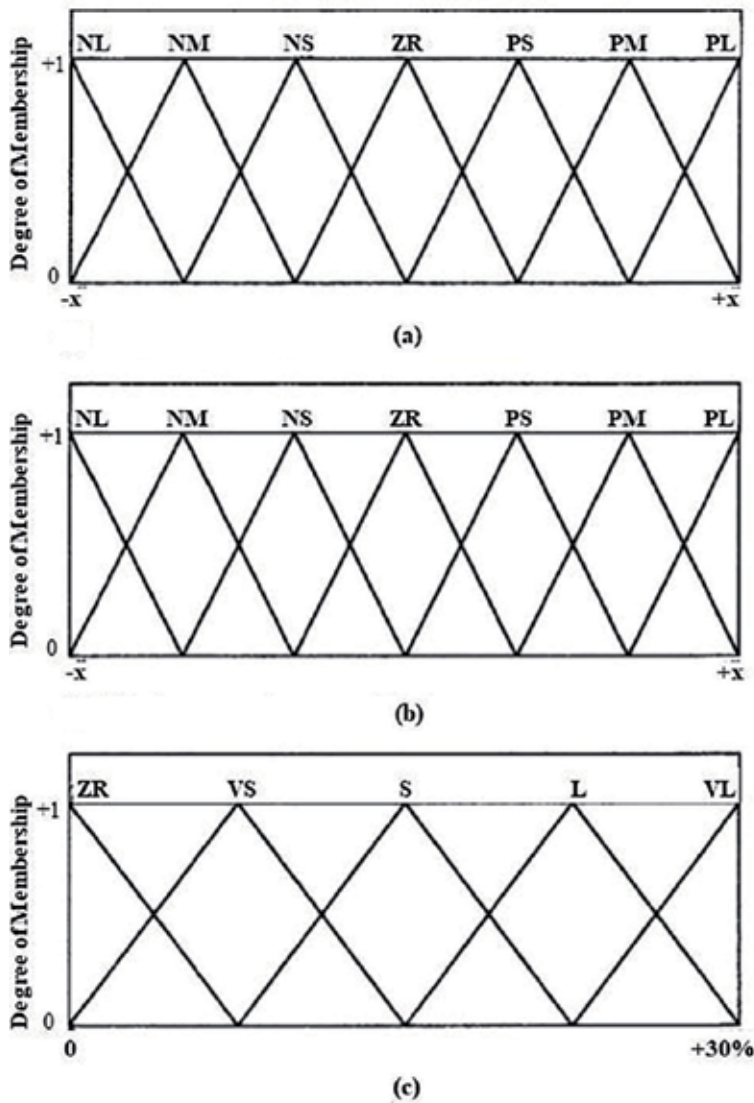 NL NM NS ZR PS PM PL
+1
Degree of Membership
0
-x +x
(a)
NL NM NS ZR PS PM PL
+1
Degree of Membership
0
-x +x
(b)
ZR VS S L VL
+1
Degree of Membership
0
0 +30%
(c)